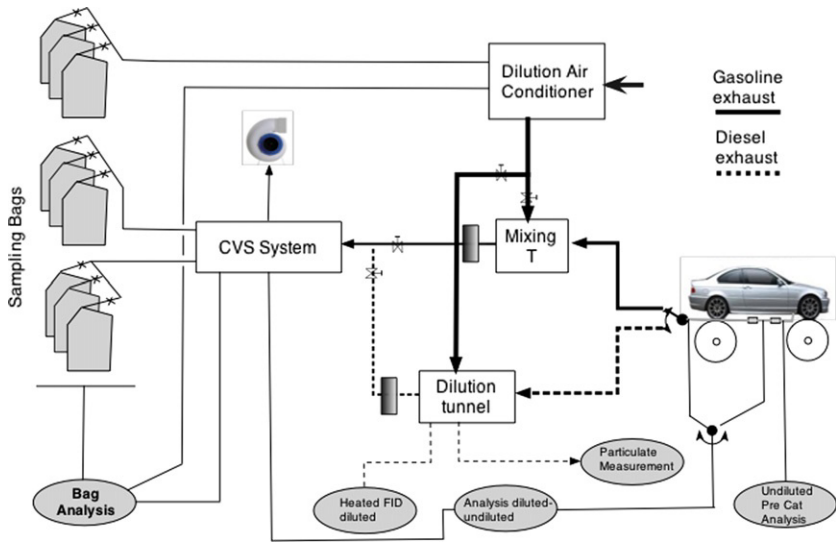 Dilution Air
Conditioner
Gasoline
exhaust
Diesel
exhaust
Sampling Bags
CVS System
Mixing
T
Dilution
tunnel
Particulate
Measurement
Bag
Analysis
Heated FID
diluted
Analysis diluted-
undiluted
Undiluted
Pre Cat
Analysis